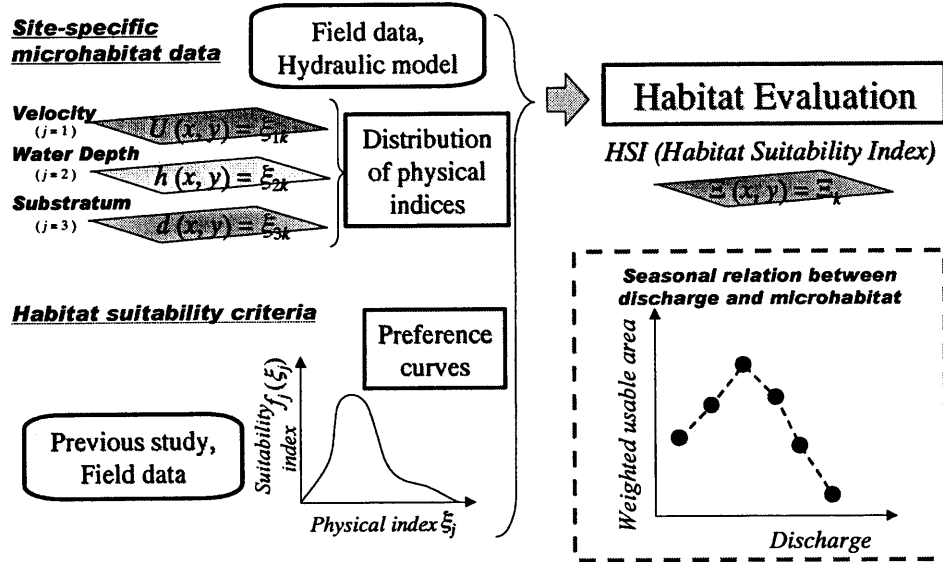 Site-specific
microhabitat data
Field data,
Hydraulic model
Velocity
(j=1)
U (x, y) = ξ1k
Water Depth
(j=2)
h (x, y) = ξ2k
Substratum
(j=3)
d (x, y) = ξ3k
Distribution
of physical
indices
Habitat suitability criteria
Preference
curves
Previous study,
Field data
Suitability
index
fj(ξj)
Physical index ξj
Habitat Evaluation
HSI (Habitat Suitability Index)
Ξ (x, y) = Ξk
Seasonal relation between
discharge and microhabitat
Weighted usable area
Discharge